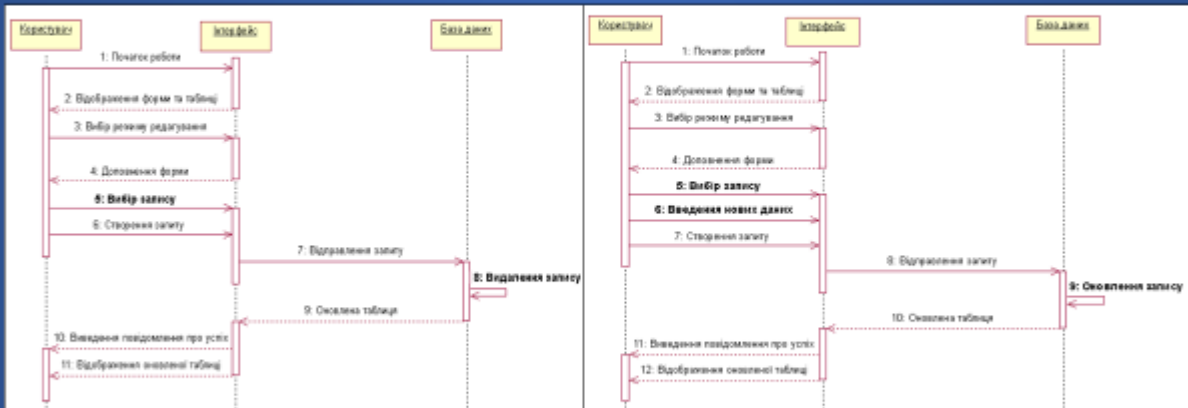 Користувач
Інтерфейс
База даних
1: Початок роботи
2: Відображення форми та таблиці
3: Вибір режиму редагування
4: Доповнення форми
5: Вибір запису
6: Створення запиту
7: Відправлення запиту
8: Видалення запису
9: Оновлена таблиця
10: Виведення повідомлення про успіх
11: Відображення оновленої таблиці
Користувач
Інтерфейс
База даних
1: Початок роботи
2: Відображення форми та таблиці
3: Вибір режиму редагування
4: Доповнення форми
5: Вибір запису
6: Введення нових даних
7: Створення запиту
8: Відправлення запиту
9: Оновлення запису
10: Оновлена таблиця
11: Виведення повідомлення про успіх
12: Відображення оновленої таблиці